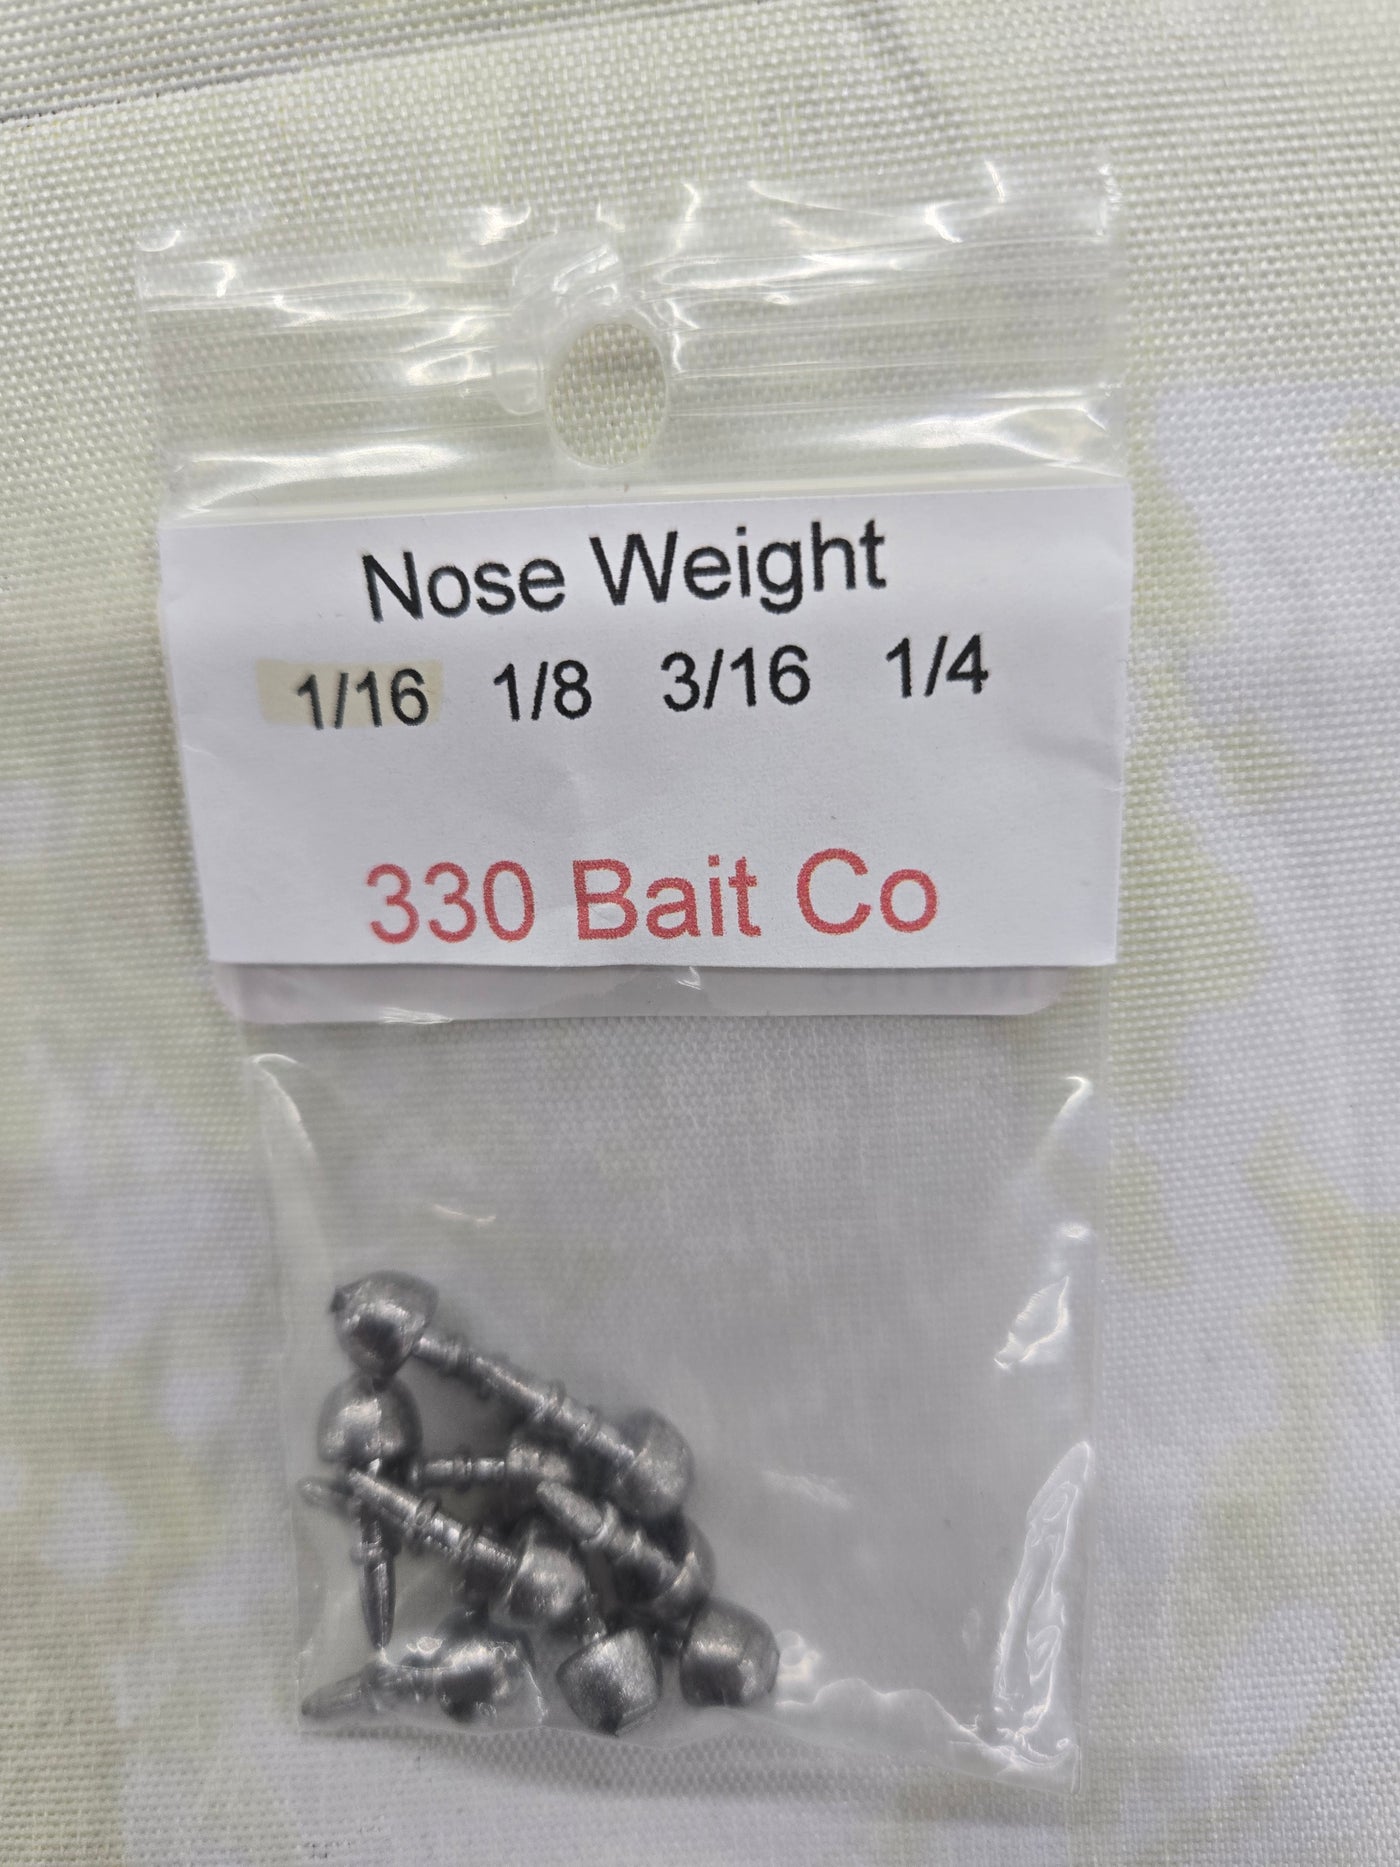 Nose Weight
1/16 1/8 3/16 1/4
330 Bait Co